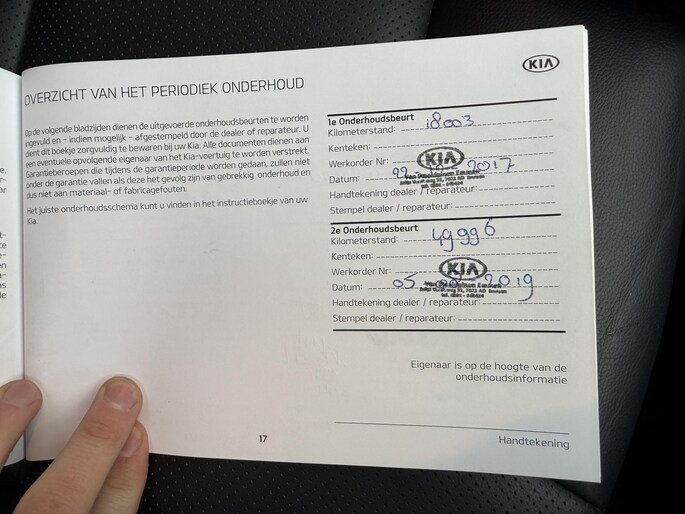 KIA
OVERZICHT VAN HET PERIODIEK ONDERHOUD
Op de volgende bladzijden dienen de uitgevoerde onderhoudsbeurten te worden
ingevuld en - indien mogelijk - afgestempeld door de dealer of reparateur. U
dient dit boekje zorgvuldig te bewaren bij uw Kia. Alle documenten dienen aan
een eventuele opvolgende eigenaar van het Kia-voertuig te worden verstrekt.
Garantieberoepen die tijdens de garantieperiode worden gedaan, zullen niet
onder de garantie vallen als deze het gevolg zijn van gebrekkig onderhoud en
dus niet aan materiaal- of fabricagefouten.
Het juiste onderhoudsschema kunt u vinden in het instructieboekje van uw
Kia.
1e Onderhoudsbeurt
Kilometerstand: 18003
Kenteken:
Werkorder Nr:
KIA
Datum: 22 2017
Handtekening dealer / reparateur:
Stempel dealer / reparateur:
2e Onderhoudsbeurt
Kilometerstand: 49996
Kenteken:
Werkorder Nr:
KIA
Datum: 05 2019
Handtekening dealer / reparateur:
Stempel dealer / reparateur:
Eigenaar is op de hoogte van de
onderhoudsinformatie
17
Handtekening